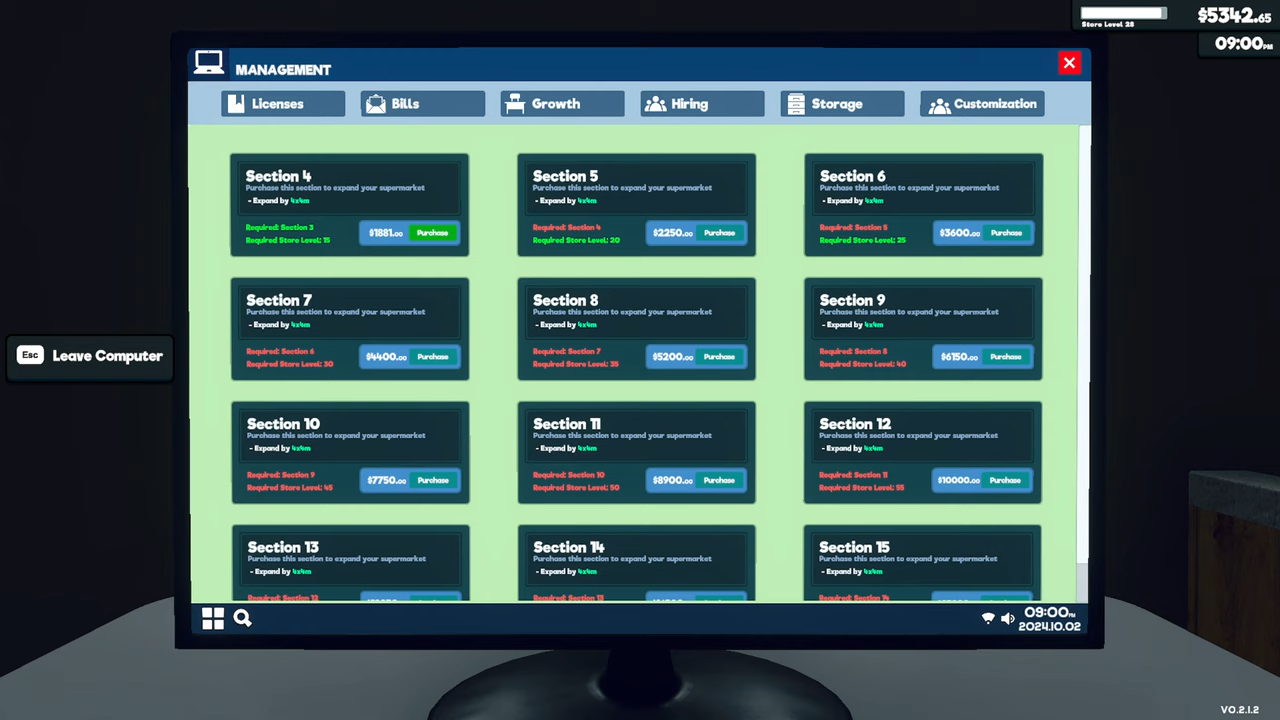 $5342.65
Store Level 28
09:00PM
MANAGEMENT
Licenses
Bills
Growth
Hiring
Storage
Customization
Section 4
Purchase this section to expand your supermarket
- Expand by 4x4m
Required: Section 3
Required Store Level: 15
$1881.00 Purchase
Section 5
Purchase this section to expand your supermarket
- Expand by 4x4m
Required: Section 4
Required Store Level: 20
$2250.00 Purchase
Section 6
Purchase this section to expand your supermarket
- Expand by 4x4m
Required: Section 5
Required Store Level: 25
$3600.00 Purchase
Section 7
Purchase this section to expand your supermarket
- Expand by 4x4m
Required: Section 6
Required Store Level: 30
$4400.00 Purchase
Section 8
Purchase this section to expand your supermarket
- Expand by 4x4m
Required: Section 7
Required Store Level: 35
$5200.00 Purchase
Section 9
Purchase this section to expand your supermarket
- Expand by 4x4m
Required: Section 8
Required Store Level: 40
$6150.00 Purchase
Esc Leave Computer
Section 10
Purchase this section to expand your supermarket
- Expand by 4x4m
Required: Section 9
Required Store Level: 45
$7750.00 Purchase
Section 11
Purchase this section to expand your supermarket
- Expand by 4x4m
Required: Section 10
Required Store Level: 50
$8900.00 Purchase
Section 12
Purchase this section to expand your supermarket
- Expand by 4x4m
Required: Section 11
Required Store Level: 55
$10000.00 Purchase
Section 13
Purchase this section to expand your supermarket
- Expand by 4x4m
Required: Section 12
Section 14
Purchase this section to expand your supermarket
- Expand by 4x4m
Required: Section 13
Section 15
Purchase this section to expand your supermarket
- Expand by 4x4m
Required: Section 14
09:00PM
2024.10.02
V0.2.1.2